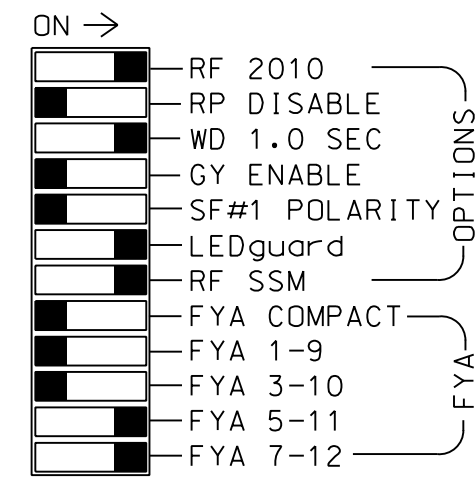 ON →
RF 2010
RP DISABLE
WD 1.0 SEC
GY ENABLE
SF#1 POLARITY
LEDguard
RF SSM
OPTIONS
FYA COMPACT
FYA 1-9
FYA 3-10
FYA 5-11
FYA 7-12
FYA